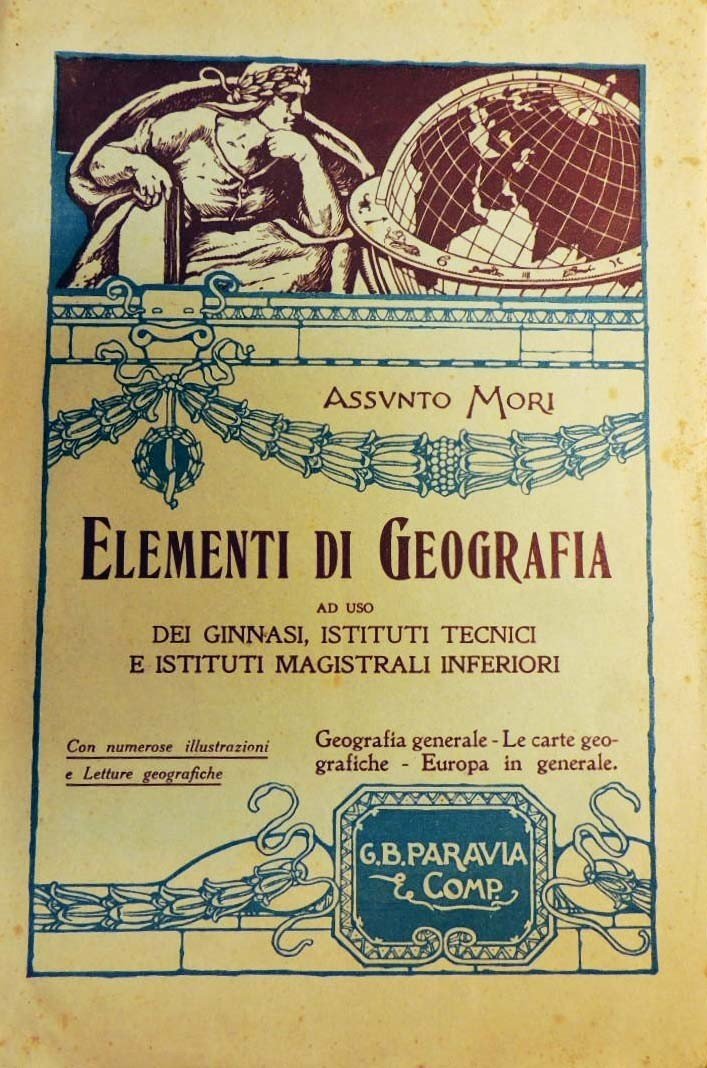 ASSVNTO MORI
ELEMENTI DI GEOGRAFIA
AD USO
DEI GINNASI, ISTITUTI TECNICI
E ISTITUTI MAGISTRALI INFERIORI
Con numerose illustrazioni
e Letture geografiche
Geografia generale - Le carte geo-
grafiche - Europa in generale.
G.B. PARAVIA
& COMP.